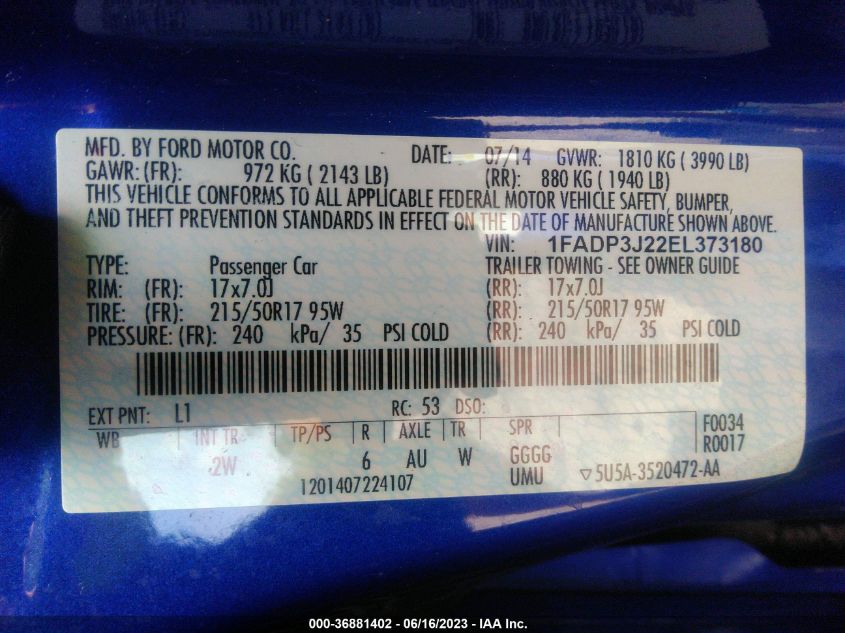 MFD. BY FORD MOTOR CO. DATE: 07/14 GVWR: 1810 KG ( 3990 LB)
GAWR: (FR): 972 KG ( 2143 LB) (RR): 880 KG ( 1940 LB)
THIS VEHICLE CONFORMS TO ALL APPLICABLE FEDERAL MOTOR VEHICLE SAFETY, BUMPER,
AND THEFT PREVENTION STANDARDS IN EFFECT ON THE DATE OF MANUFACTURE SHOWN ABOVE.
VIN: 1FADP3J22EL373180
TYPE: Passenger Car TRAILER TOWING - SEE OWNER GUIDE
RIM: (FR): 17x7.0J (RR): 17x7.0J
TIRE: (FR): 215/50R17 95W (RR): 215/50R17 95W
PRESSURE: (FR): 240 kPa/ 35 PSI COLD (RR): 240 kPa/ 35 PSI COLD
EXT PNT: L1 RC: 53 DSO:
WB INT TR TP/PS R AXLE TR SPR F0034
2W 6 AU W GGGG R0017
1201407224107 UMU ▽5U5A-3520472-AA
000-36881402 - 06/16/2023 - IAA Inc.